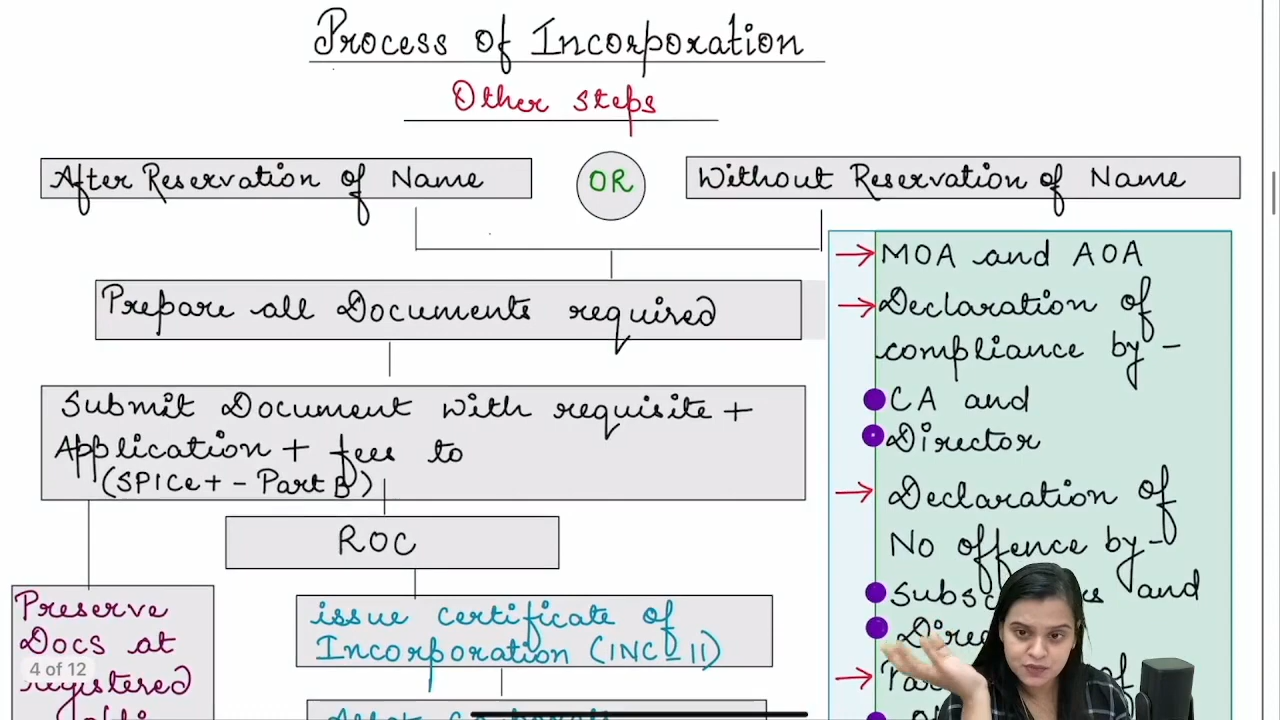 Process of Incorporation
Other steps
After Reservation of Name
OR
Without Reservation of Name
Prepare all Documents required
Submit Document with requisite +
Application + fees to
(SPICe+ - Part B)
ROC
issue certificate of
Incorporation (INC-11)
Preserve
Docs at
registered
4 of 12
MOA and AOA
Declaration of
compliance by -
CA and
Director
Declaration of
No offence by -
and
of